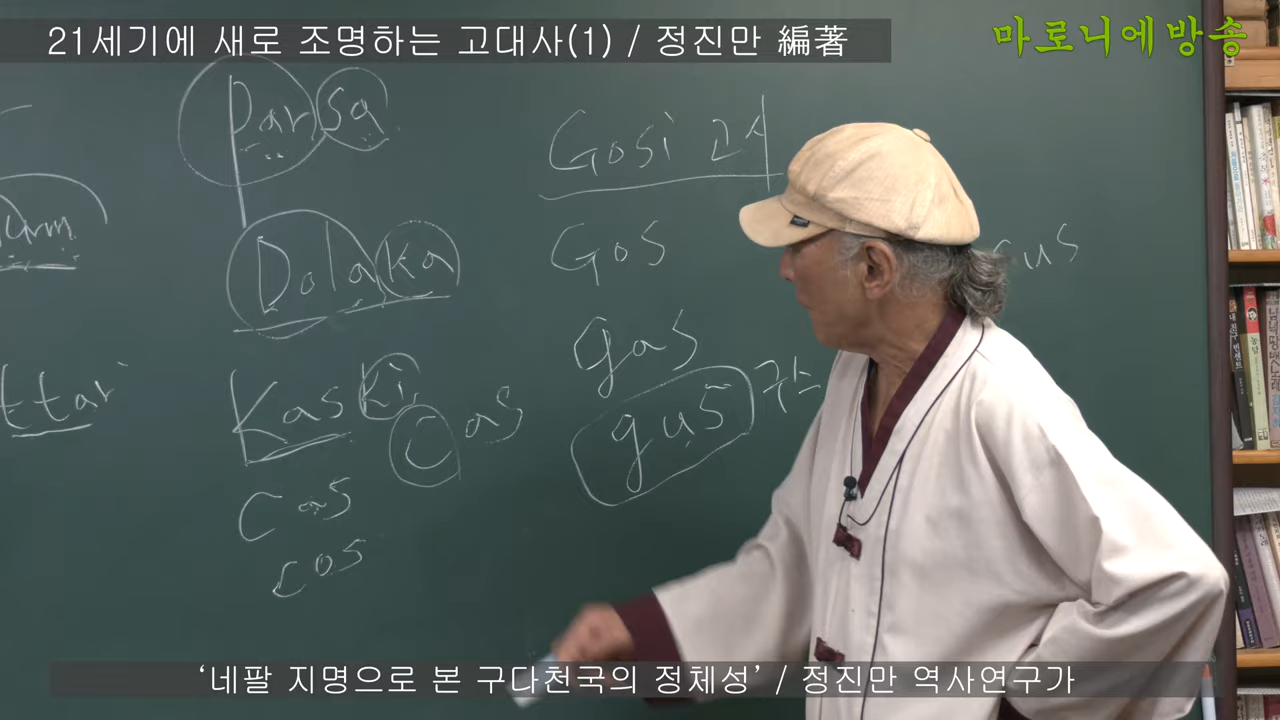 21세기에 새로 조명하는 고대사(1) / 정진만 編著
마로니에방송
Parsa
Dolaka
Kaski
cas
cas
cos
ttari
Gosi 고시
Gos
gas
gus 구스
us
'네팔 지명으로 본 구다천국의 정체성' / 정진만 역사연구가